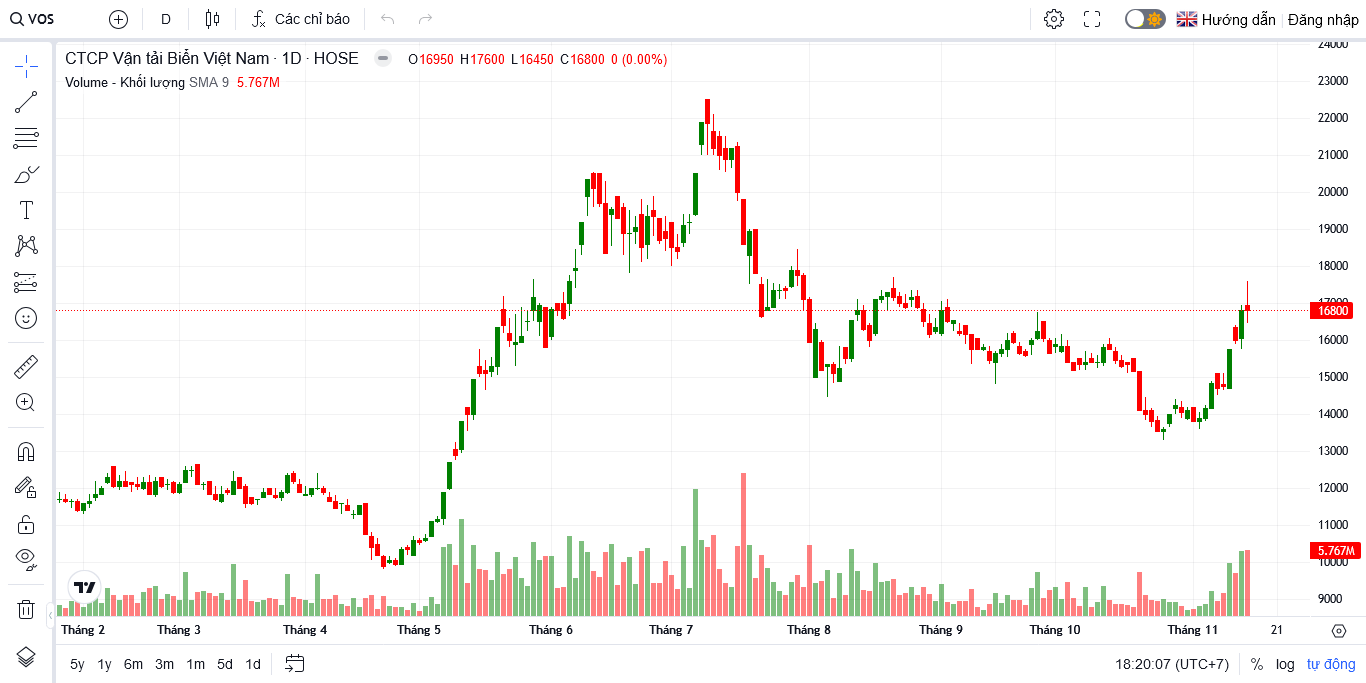 VOS D Các chỉ báo Hướng dẫn Đăng nhập
CTCP Vận tải Biển Việt Nam · 1D · HOSE O16950 H17600 L16450 C16800 0 (0.00%)
Volume - Khối lượng SMA 9 5.767M
24000
23000
22000
21000
20000
19000
18000
17000
16800
16000
15000
14000
13000
12000
11000
5.767M
10000
9000
Tháng 2 Tháng 3 Tháng 4 Tháng 5 Tháng 6 Tháng 7 Tháng 8 Tháng 9 Tháng 10 Tháng 11 21
5y 1y 6m 3m 1m 5d 1d 18:20:07 (UTC+7) % log tự động